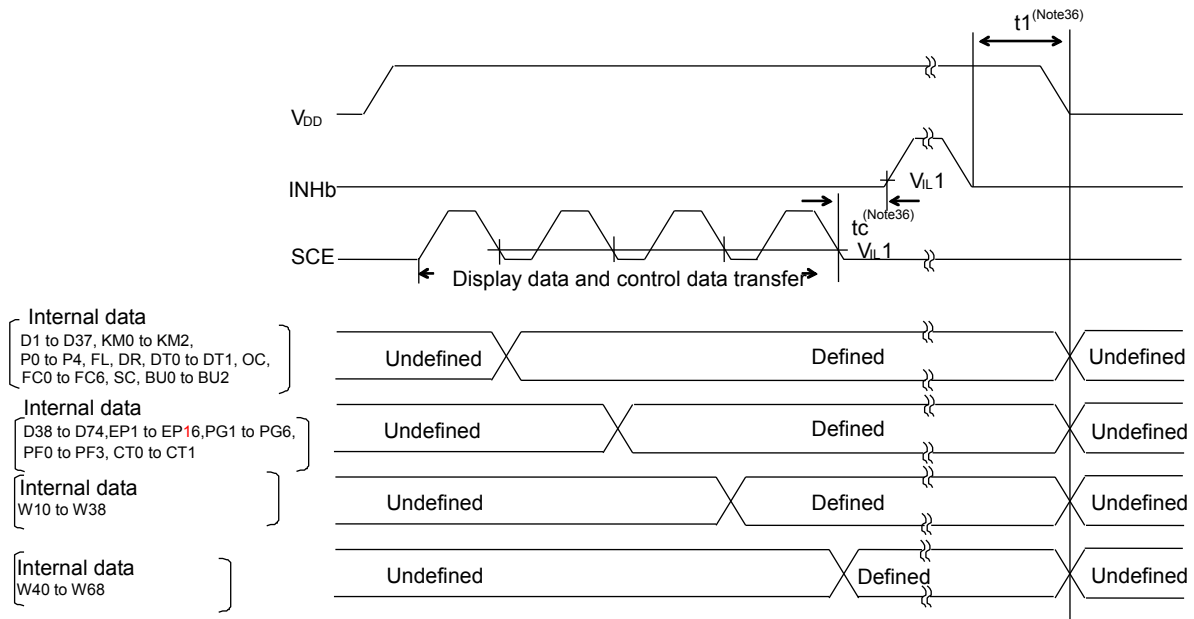 t1(Note36)
VDD
INHb
VIL1
tc(Note36)
SCE
VIL1
Display data and control data transfer
Internal data
D1 to D37, KM0 to KM2,
P0 to P4, FL, DR, DT0 to DT1, OC,
FC0 to FC6, SC, BU0 to BU2
Undefined
Defined
Undefined
Internal data
D38 to D74,EP1 to EP16,PG1 to PG6,
PF0 to PF3, CT0 to CT1
Undefined
Defined
Undefined
Internal data
W10 to W38
Undefined
Defined
Undefined
Internal data
W40 to W68
Undefined
Defined
Undefined